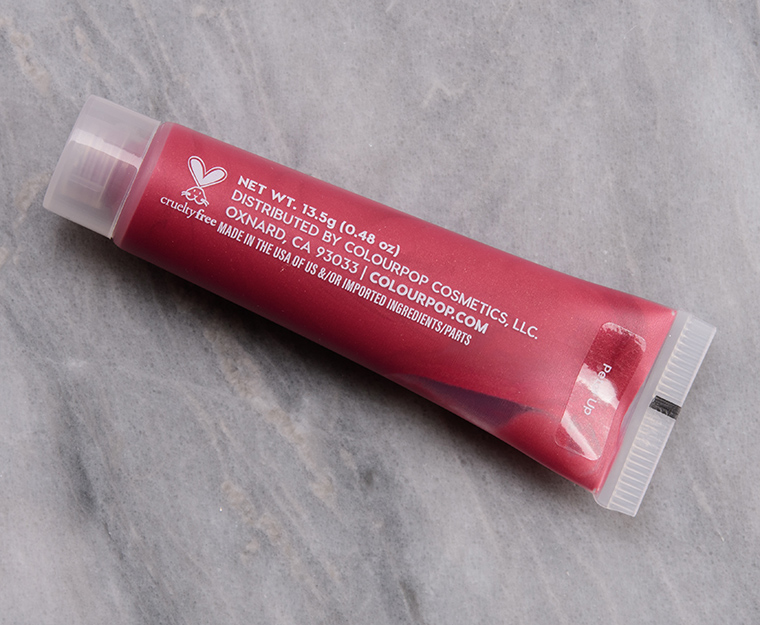 cruelty free
NET WT. 13.5g (0.48 oz)
DISTRIBUTED BY COLOURPOP COSMETICS, LLC.
OXNARD, CA 93033 | COLOURPOP.COM
MADE IN THE USA OF US &/OR IMPORTED INGREDIENTS/PARTS
Up